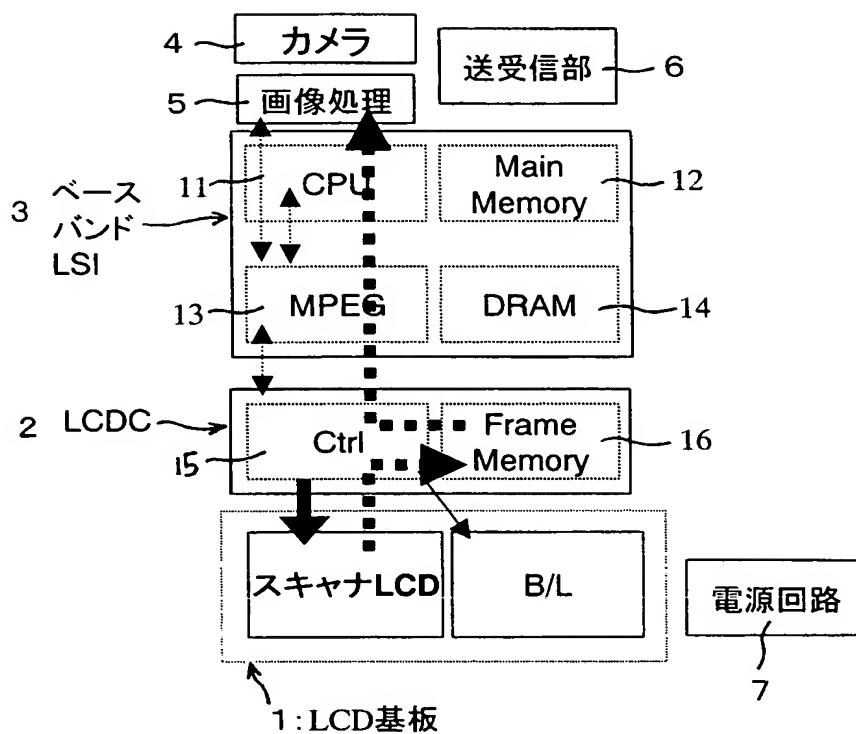 4
カメラ
送受信部
6
5
画像処理
11
CPU
Main
Memory
12
3
ベース
バンド
LSI
13
MPEG
DRAM
14
2
LCDC
Ctrl
15
Frame
Memory
16
スキャナLCD
B/L
電源回路
7
1:LCD基板